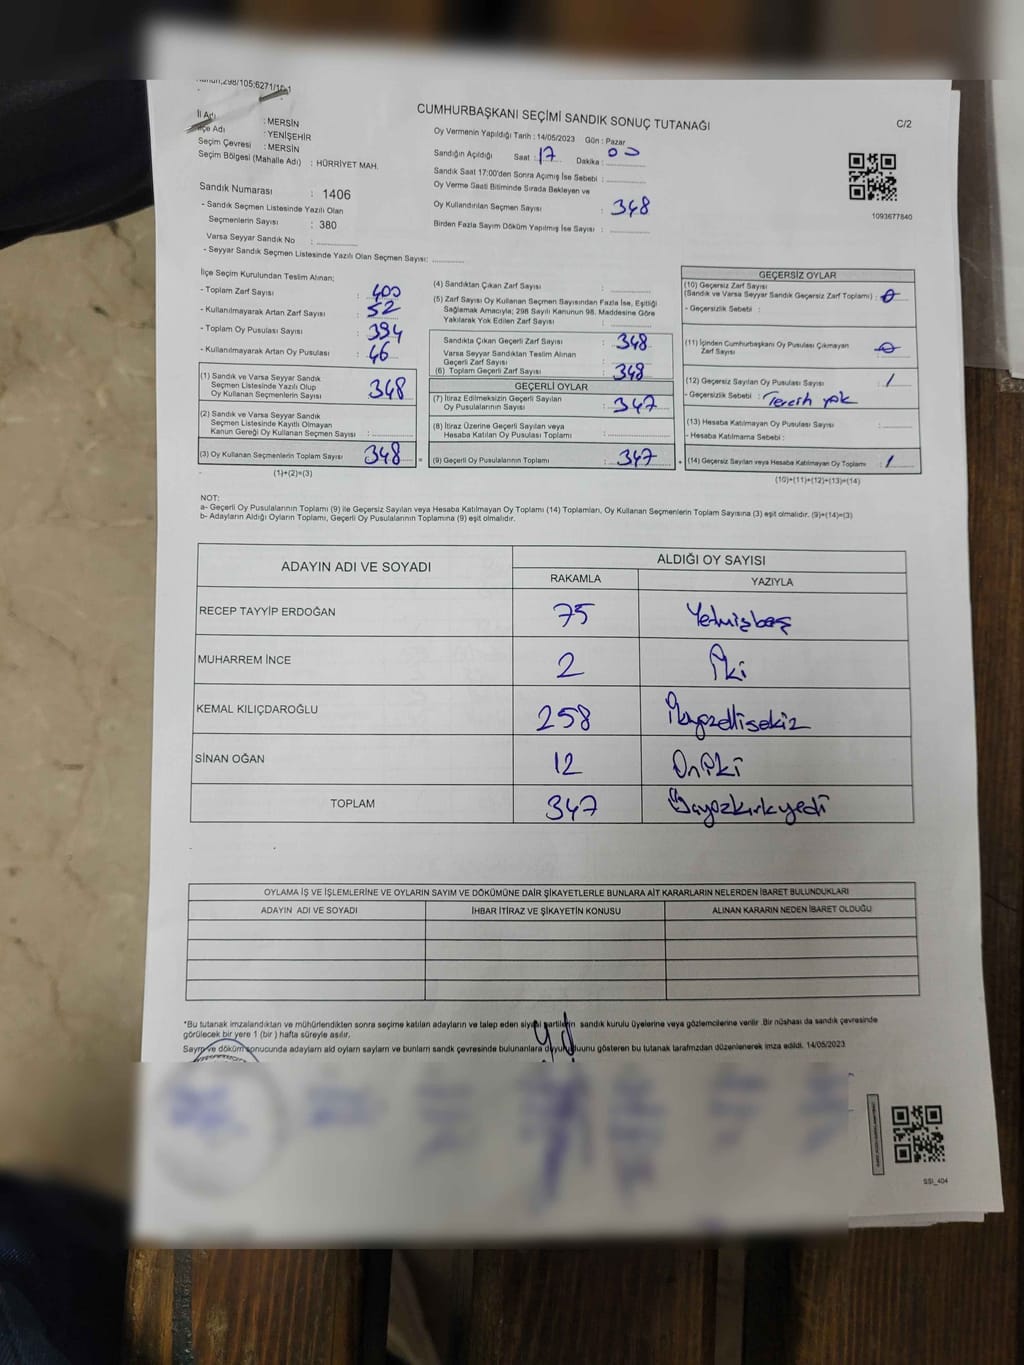 Kanun:298/105:6271/10-1
C/2
CUMHURBAŞKANI SEÇİMİ SANDIK SONUÇ TUTANAĞI
İl Adı : MERSİN
İlçe Adı : YENİŞEHİR
Seçim Çevresi : MERSİN
Seçim Bölgesi (Mahalle Adı) : HÜRRİYET MAH.
Sandık Numarası : 1406
- Sandık Seçmen Listesinde Yazılı Olan
Seçmenlerin Sayısı : 380
Varsa Seyyar Sandık No :
- Seyyar Sandık Seçmen Listesinde Yazılı Olan Seçmen Sayısı:
Oy Vermenin Yapıldığı Tarih : 14/05/2023 Gün : Pazar
Sandığın Açıldığı Saat : 17 Dakika : 00
Sandık Saat 17:00'den Sonra Açımış İse Sebebi :
Oy Verme Saati Bitiminde Sırada Bekleyen ve
Oy Kullandırılan Seçmen Sayısı : 348
Birden Fazla Sayım Döküm Yapılmış İse Sayısı :
1093677840
İlçe Seçim Kurulundan Teslim Alınan;
- Toplam Zarf Sayısı : 400
- Kullanılmayarak Artan Zarf Sayısı : 52
- Toplam Oy Pusulası Sayısı : 394
- Kullanılmayarak Artan Oy Pusulası : 46
(1) Sandık ve Varsa Seyyar Sandık
Seçmen Listesinde Yazılı Olup
Oy Kullanan Seçmenlerin Sayısı : 348
(2) Sandık ve Varsa Seyyar Sandık
Seçmen Listesinde Kayıtlı Olmayan
Kanun Gereği Oy Kullanan Seçmen Sayısı :
(3) Oy Kullanan Seçmenlerin Toplam Sayısı : 348 =
(1)+(2)=(3)
(4) Sandıktan Çıkan Zarf Sayısı :
(5) Zarf Sayısı Oy Kullanan Seçmen Sayısından Fazla İse, Eşitliği
Sağlamak Amacıyla; 298 Sayılı Kanunun 98. Maddesine Göre
Yakılarak Yok Edilen Zarf Sayısı :
Sandıkta Çıkan Geçerli Zarf Sayısı : 348
Varsa Seyyar Sandıktan Teslim Alınan
Geçerli Zarf Sayısı :
(6) Toplam Geçerli Zarf Sayısı : 348
GEÇERLİ OYLAR
(7) İtiraz Edilmeksizin Geçerli Sayılan
Oy Pusulalarının Sayısı : 347
(8) İtiraz Üzerine Geçerli Sayılan veya
Hesaba Katılan Oy Pusulası Toplamı :
(9) Geçerli Oy Pusulalarının Toplamı : 347 +
GEÇERSİZ OYLAR
(10) Geçersiz Zarf Sayısı
(Sandık ve Varsa Seyyar Sandık Geçersiz Zarf Toplamı) : 0
- Geçersizlik Sebebi :
(11) İçinden Cumhurbaşkanı Oy Pusulası Çıkmayan
Zarf Sayısı : 0
(12) Geçersiz Sayılan Oy Pusulası Sayısı : 1
- Geçersizlik Sebebi : Tercih yok
(13) Hesaba Katılmayan Oy Pusulası Sayısı :
- Hesaba Katılmama Sebebi :
(14) Geçersiz Sayılan veya Hesaba Katılmayan Oy Toplamı : 1
(10)+(11)+(12)+(13)=(14)
NOT:
a- Geçerli Oy Pusulalarının Toplamı (9) ile Geçersiz Sayılan veya Hesaba Katılmayan Oy Toplamı (14) Toplamları, Oy Kullanan Seçmenlerin Toplam Sayısına (3) eşit olmalıdır. (9)+(14)=(3)
b- Adayların Aldığı Oyların Toplamı, Geçerli Oy Pusulalarının Toplamına (9) eşit olmalıdır.
ADAYIN ADI VE SOYADI
ALDIĞI OY SAYISI
RAKAMLA YAZIYLA
RECEP TAYYİP ERDOĞAN 75 Yetmişbeş
MUHARREM İNCE 2 İki
KEMAL KILIÇDAROĞLU 258 İkiyüzellisekiz
SİNAN OĞAN 12 Oniki
TOPLAM 347 Üçyüzkırkyedi
OYLAMA İŞ VE İŞLEMLERİNE VE OYLARIN SAYIM VE DÖKÜMÜNE DAİR ŞİKAYETLERLE BUNLARA AİT KARARLARIN NELERDEN İBARET BULUNDUKLARI
ADAYIN ADI VE SOYADI İHBAR İTİRAZ VE ŞİKAYETİN KONUSU ALINAN KARARIN NEDEN İBARET OLDUĞU
*Bu tutanak imzalandıktan ve mühürlendikten sonra seçime katılan adayların ve talep eden siyasi partilerin sandık kurulu üyelerine veya gözlemcilerine verilir .Bir nüshası da sandık çevresinde
görülecek bir yere 1 (bir ) hafta süreyle asılır.
Sayım ve döküm sonucunda adayların ald oyların sayların ve bunların sandk çevresinde bulunanlara duyurulduunu gösteren bu tutanak tarafmzdan düzenlenerek imza edildi. 14/05/2023
SSI_404